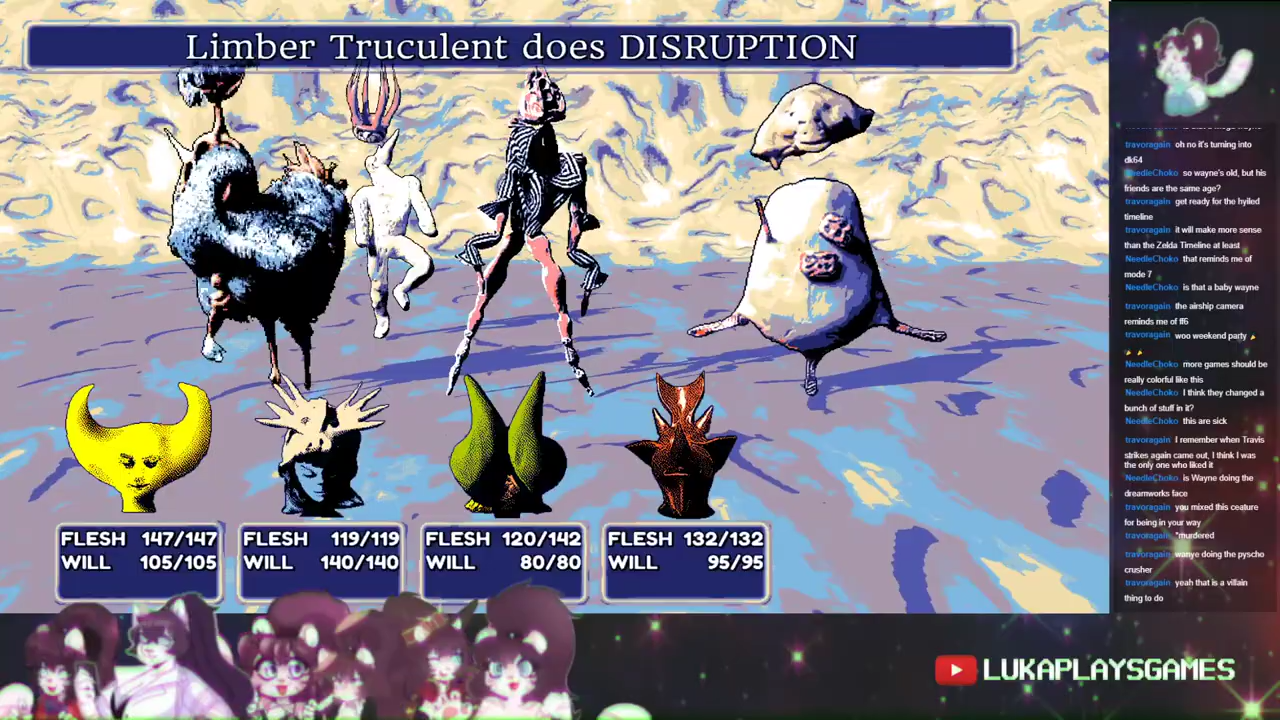 Limber Truculent does DISRUPTION
FLESH 147/147
WILL 105/105
FLESH 119/119
WILL 140/140
FLESH 120/142
WILL 80/80
FLESH 132/132
WILL 95/95
travoragain oh no it's turning into
dk64
NeedleChoko so wayne's old, but his
friends are the same age?
travoragain get ready for the hyiled
timeline
travoragain it will make more sense
than the Zelda Timeline at least
NeedleChoko that reminds me of
mode 7
NeedleChoko is that a baby wayne
travoragain the airship camera
reminds me of ff6
travoragain woo weekend party
NeedleChoko more games should be
really colorful like this
NeedleChoko I think they changed a
bunch of stuff in it?
NeedleChoko this are sick
travoragain I remember when Travis
strikes again came out, I think I was
the only one who liked it
NeedleChoko is Wayne doing the
dreamworks face
travoragain you mixed this ceature
for being in your way
travoragain *murdered
travoragain wanye doing the pyscho
crusher
travoragain yeah that is a villain
thing to do
LUKAPLAYSGAMES